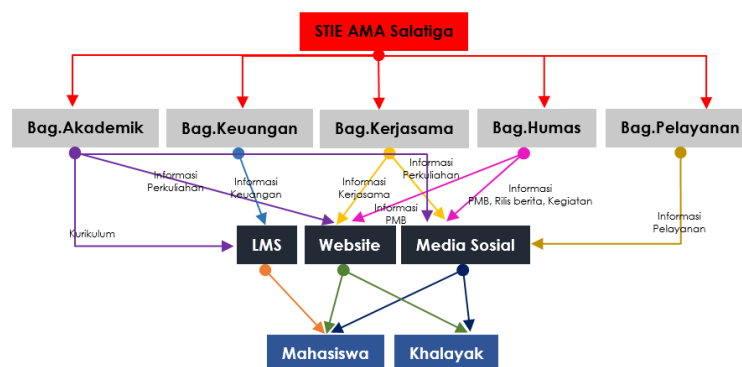 STIE AMA Salatiga
Bag.Akademik
Bag.Keuangan
Bag.Kerjasama
Bag.Humas
Bag.Pelayanan
Informasi
Perkuliahan
Informasi
Keuangan
Informasi
Kerjasama
Informasi
Perkuliahan
Informasi
PMB
Informasi
PMB, Rilis berita, Kegiatan
Informasi
Pelayanan
Kurikulum
LMS
Website
Media Sosial
Mahasiswa
Khalayak